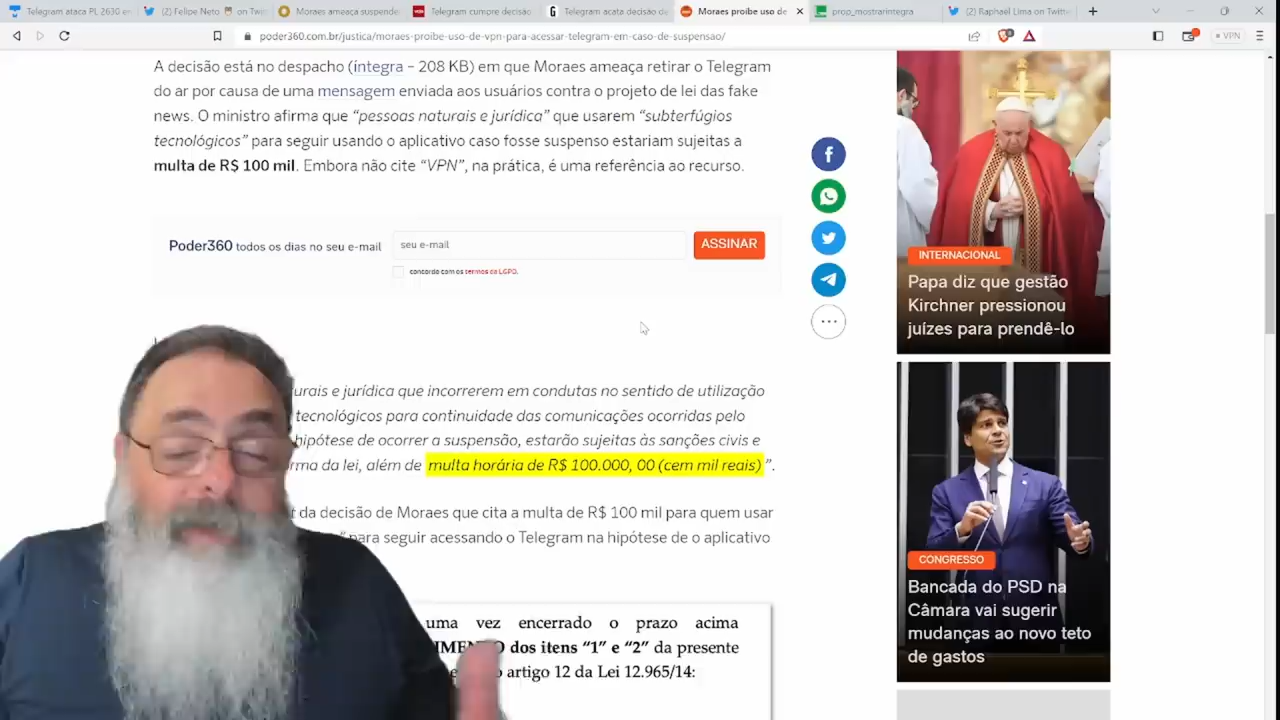 Telegram ataca PL 2630 en
Felipe Neto on Twit
Moraes ameaça suspende
Telegram cumpre decisão
Telegram acata decisão de
Moraes proíbe uso de
prop_mostrarintegra
Raphaël Lima on Twitte
poder360.com.br/justica/moraes-proibe-uso-de-vpn-para-acessar-telegram-em-caso-de-suspensao/
VPN
A decisão está no despacho (íntegra – 208 KB) em que Moraes ameaça retirar o Telegram
do ar por causa de uma mensagem enviada aos usuários contra o projeto de lei das fake
news. O ministro afirma que “pessoas naturais e jurídica” que usarem “subterfúgios
tecnológicos” para seguir usando o aplicativo caso fosse suspenso estariam sujeitas a
multa de R$ 100 mil. Embora não cite “VPN”, na prática, é uma referência ao recurso.
Poder360 todos os dias no seu e-mail
seu e-mail
ASSINAR
concordo com os termos da LGPD.
urais e jurídica que incorrerem em condutas no sentido de utilização
tecnológicos para continuidade das comunicações ocorridas pelo
hipótese de ocorrer a suspensão, estarão sujeitas às sanções civis e
rma da lei, além de multa horária de R$ 100.000, 00 (cem mil reais)”.
da decisão de Moraes que cita a multa de R$ 100 mil para quem usar
para seguir acessando o Telegram na hipótese de o aplicativo
uma vez encerrado o prazo acima
dos itens “1” e “2” da presente
artigo 12 da Lei 12.965/14:
INTERNACIONAL
Papa diz que gestão
Kirchner pressionou
juízes para prendê-lo
CONGRESSO
Bancada do PSD na
Câmara vai sugerir
mudanças ao novo teto
de gastos